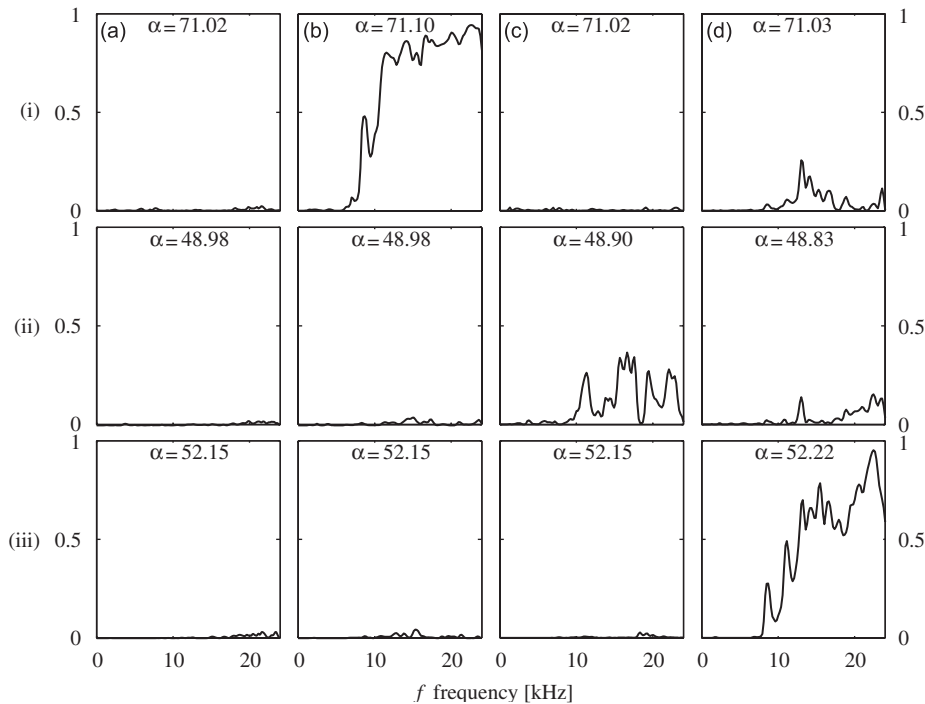 (a) α=71.02 (b) α=71.10 (c) α=71.02 (d) α=71.03
1
(i) 0.5 0.5
0 0
1 1
α=48.98 α=48.98 α=48.90 α=48.83
(ii) 0.5 0.5
0 0
1 1
α=52.15 α=52.15 α=52.15 α=52.22
(iii) 0.5 0.5
0 0
0 10 20 0 10 20 0 10 20 0 10 20
f frequency [kHz]